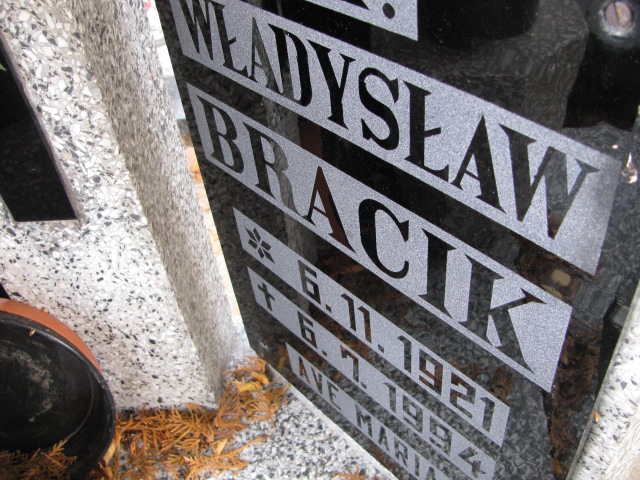 WŁADYSŁAW
BRACIK
6.11.1921
† 6.7.1994
AVE MARIA